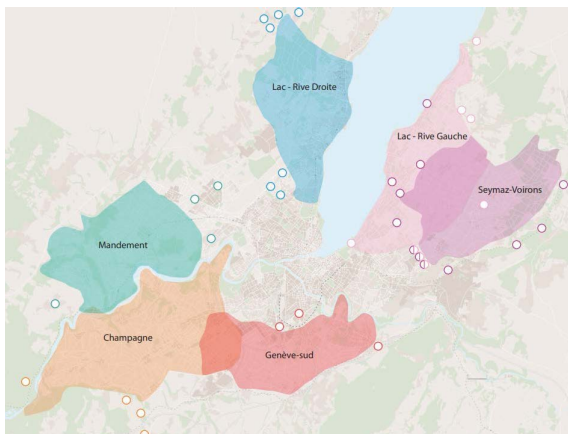 Lac - Rive Droite
Lac - Rive Gauche
Seymaz-Voirons
Mandement
Champagne
Genève-sud